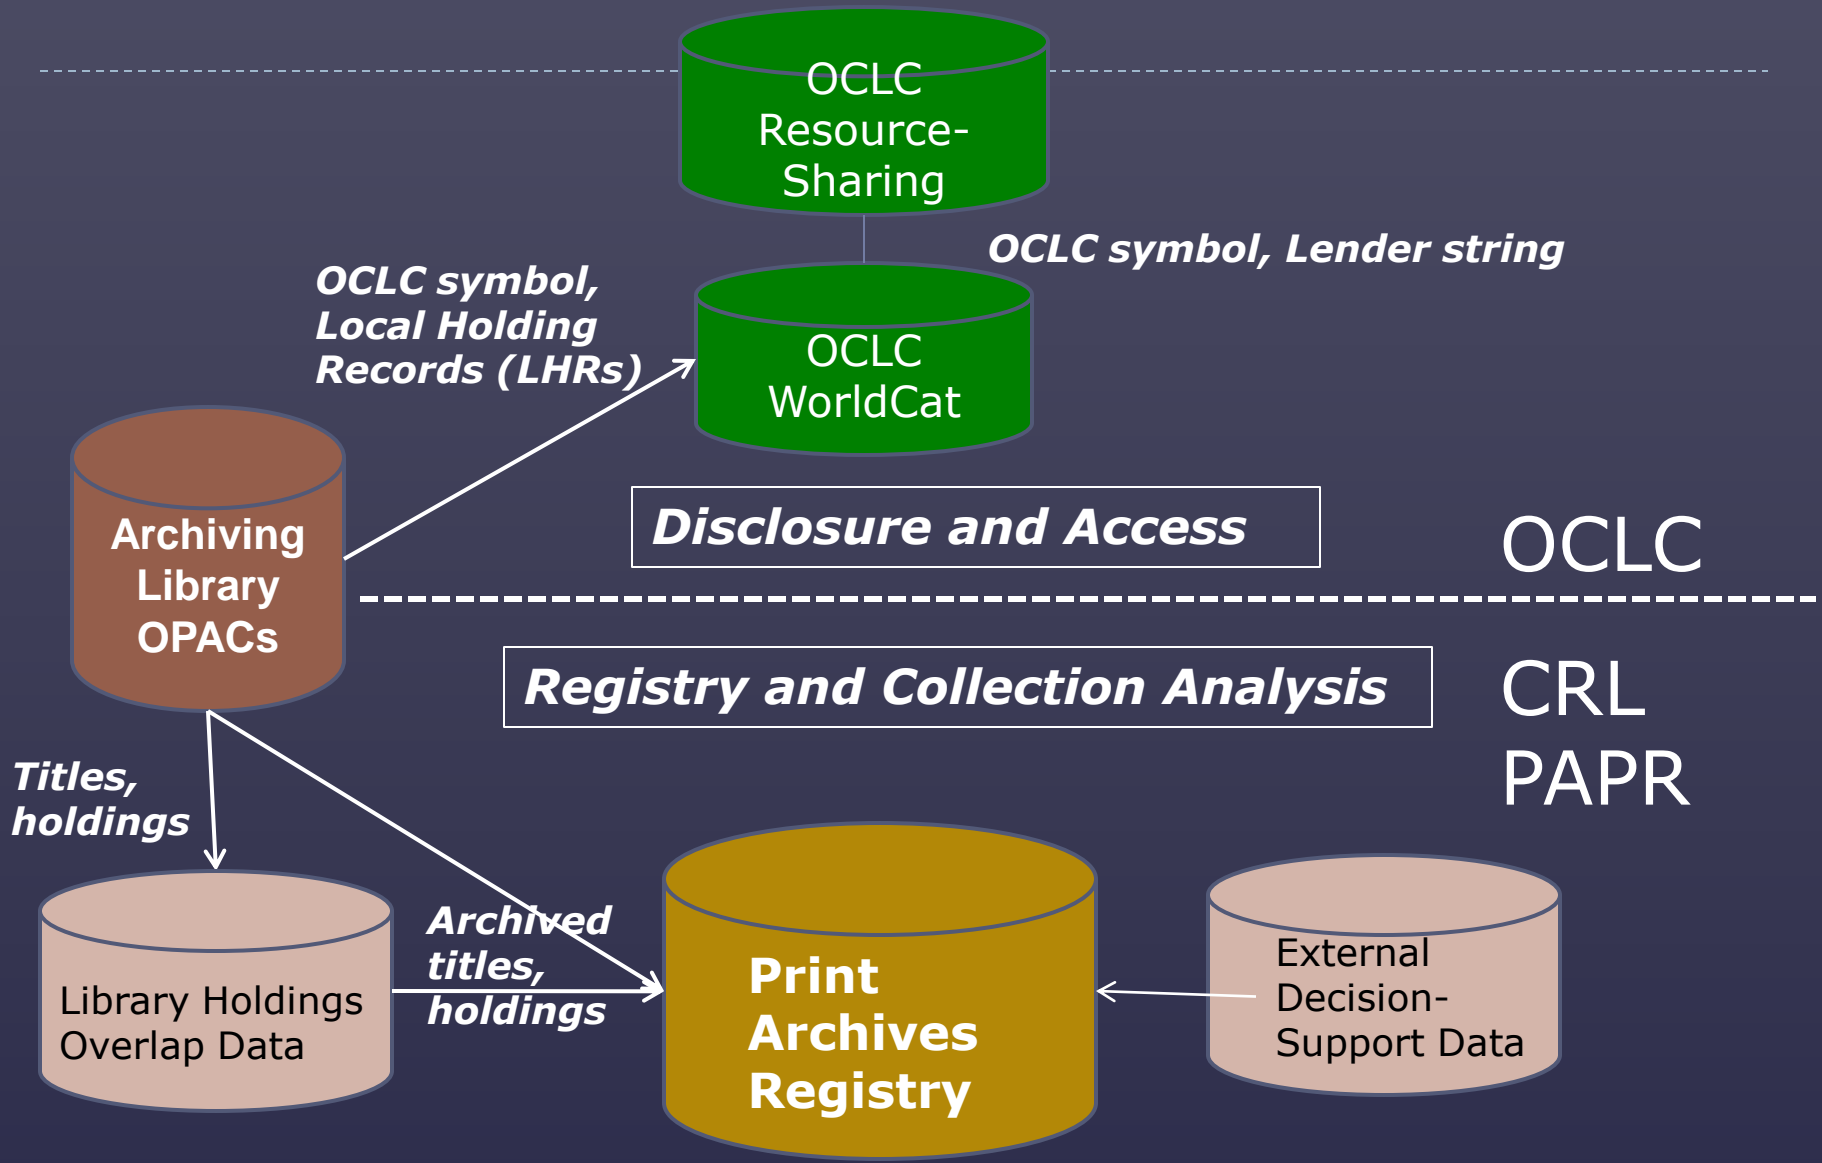 OCLC
Resource-
Sharing
OCLC symbol, Lender string
OCLC symbol,
Local Holding
Records (LHRs)
OCLC
WorldCat
Archiving
Library
OPACs
Disclosure and Access
OCLC
Registry and Collection Analysis
CRL
PAPR
Titles,
holdings
Archived
titles,
holdings
Library Holdings
Overlap Data
Print
Archives
Registry
External
Decision-
Support Data